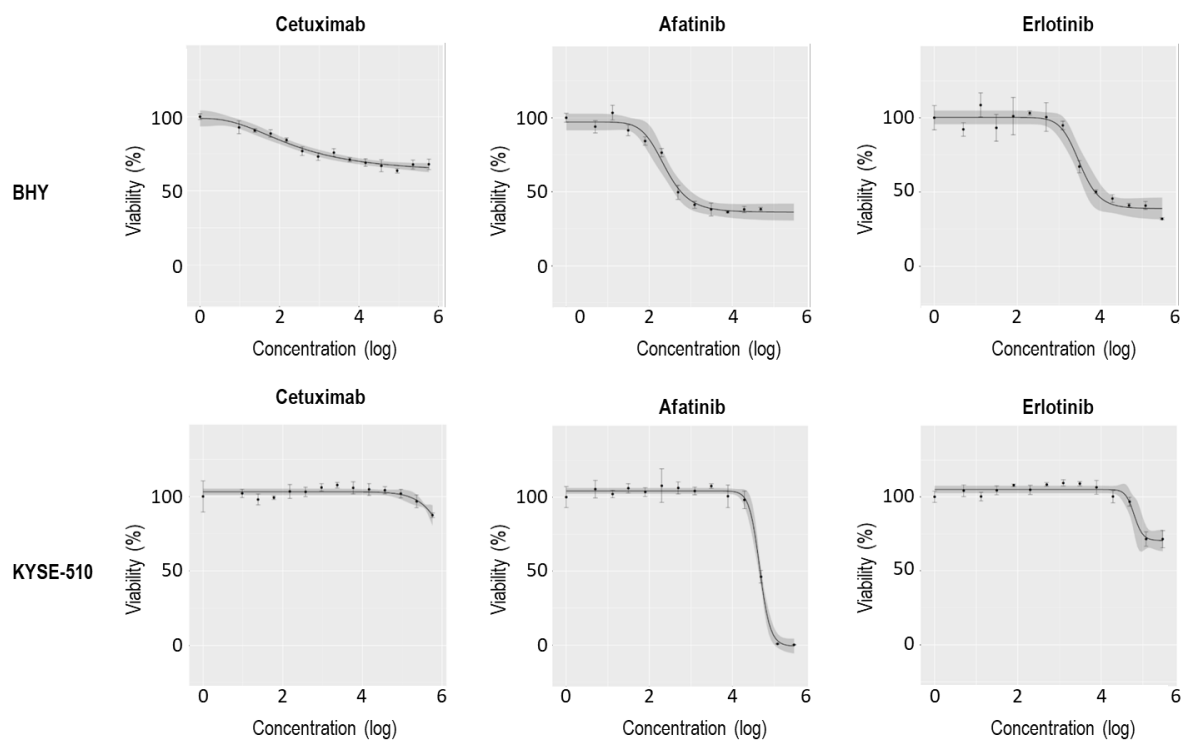 Cetuximab Afatinib Erlotinib
BHY
Viability (%)
100
50
0
0 2 4 6
Concentration (log)
Viability (%)
100
50
0
0 2 4 6
Concentration (log)
Viability (%)
100
50
0
0 2 4 6
Concentration (log)
Cetuximab Afatinib Erlotinib
KYSE-510
Viability (%)
100
50
0
0 2 4 6
Concentration (log)
Viability (%)
100
50
0
0 2 4 6
Concentration (log)
Viability (%)
100
50
0
0 2 4 6
Concentration (log)